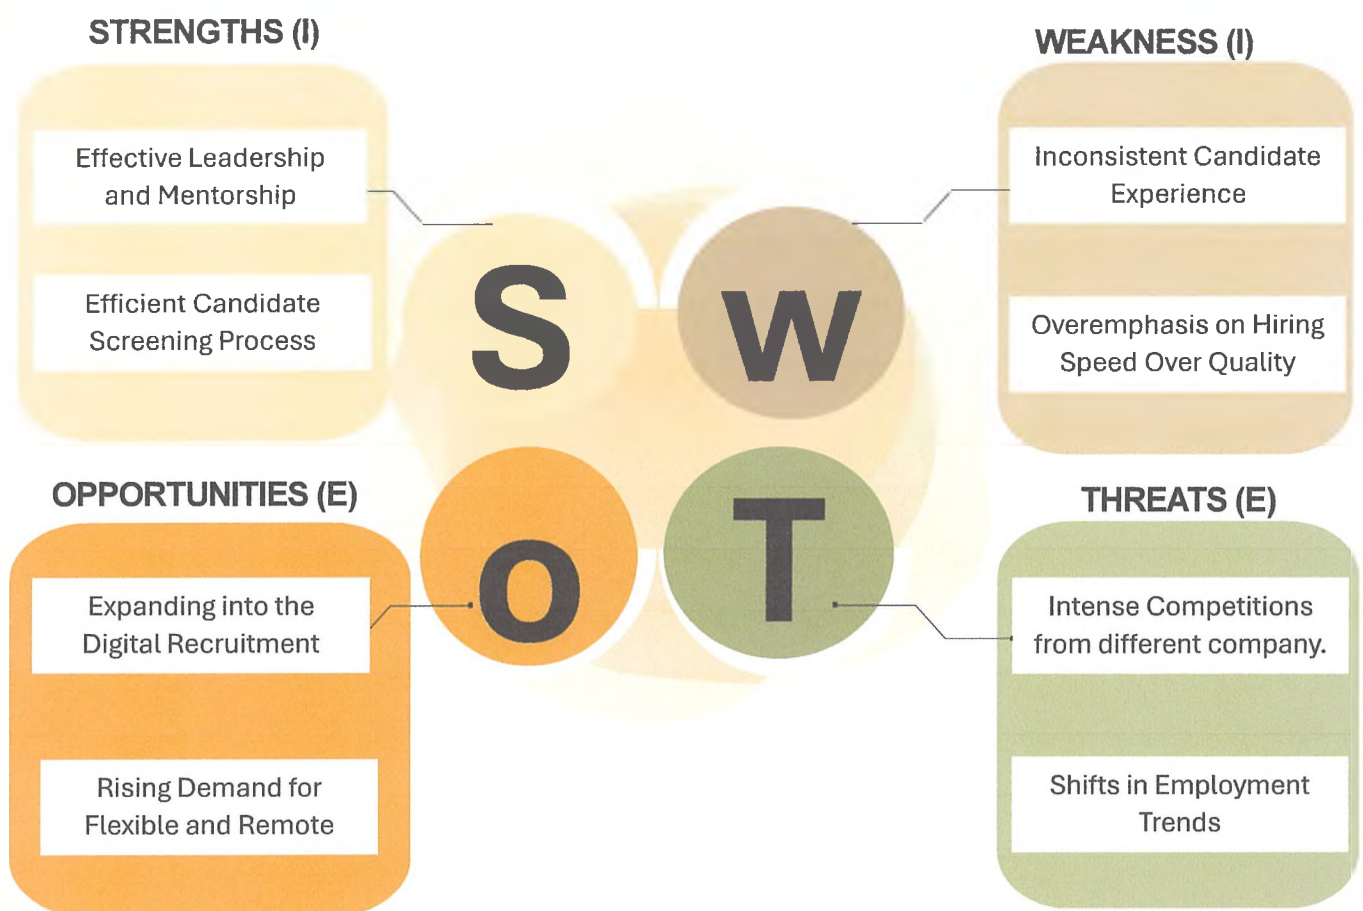 STRENGTHS (I)
Effective Leadership
and Mentorship
Efficient Candidate
Screening Process
WEAKNESS (I)
Inconsistent Candidate
Experience
Overemphasis on Hiring
Speed Over Quality
S
W
O
T
OPPORTUNITIES (E)
Expanding into the
Digital Recruitment
Rising Demand for
Flexible and Remote
THREATS (E)
Intense Competitions
from different company.
Shifts in Employment
Trends